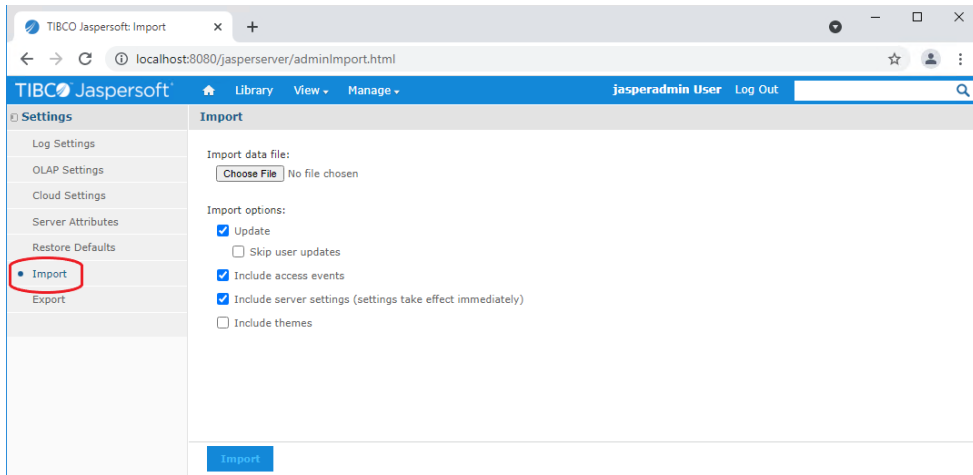 TIBCO Jaspersoft: Import
localhost:8080/jasperserver/adminImport.html
TIBCO Jaspersoft Library View Manage jasperadmin User Log Out
Settings
Log Settings
OLAP Settings
Cloud Settings
Server Attributes
Restore Defaults
Import
Export
Import
Import data file:
Choose File No file chosen
Import options:
Update
Skip user updates
Include access events
Include server settings (settings take effect immediately)
Include themes
Import